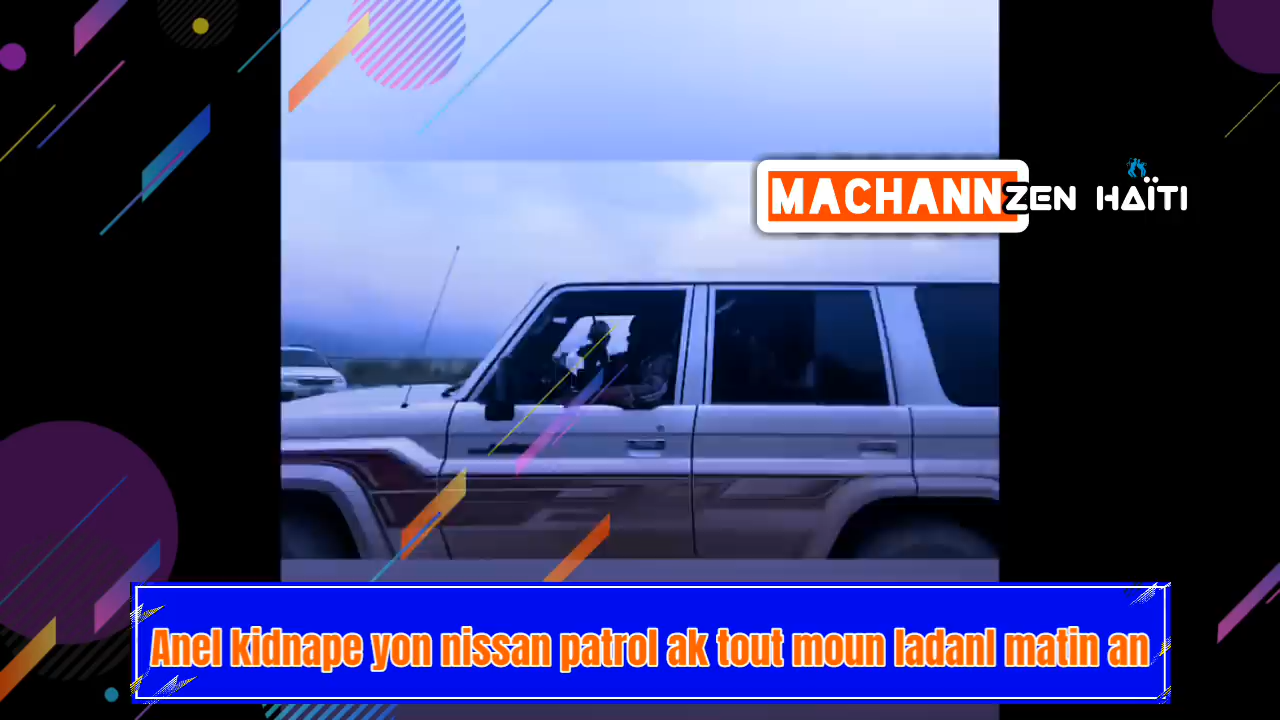 MACHANN ZEN HAÏTI
Anel kidnape yon nissan patrol ak tout moun ladanl matin an